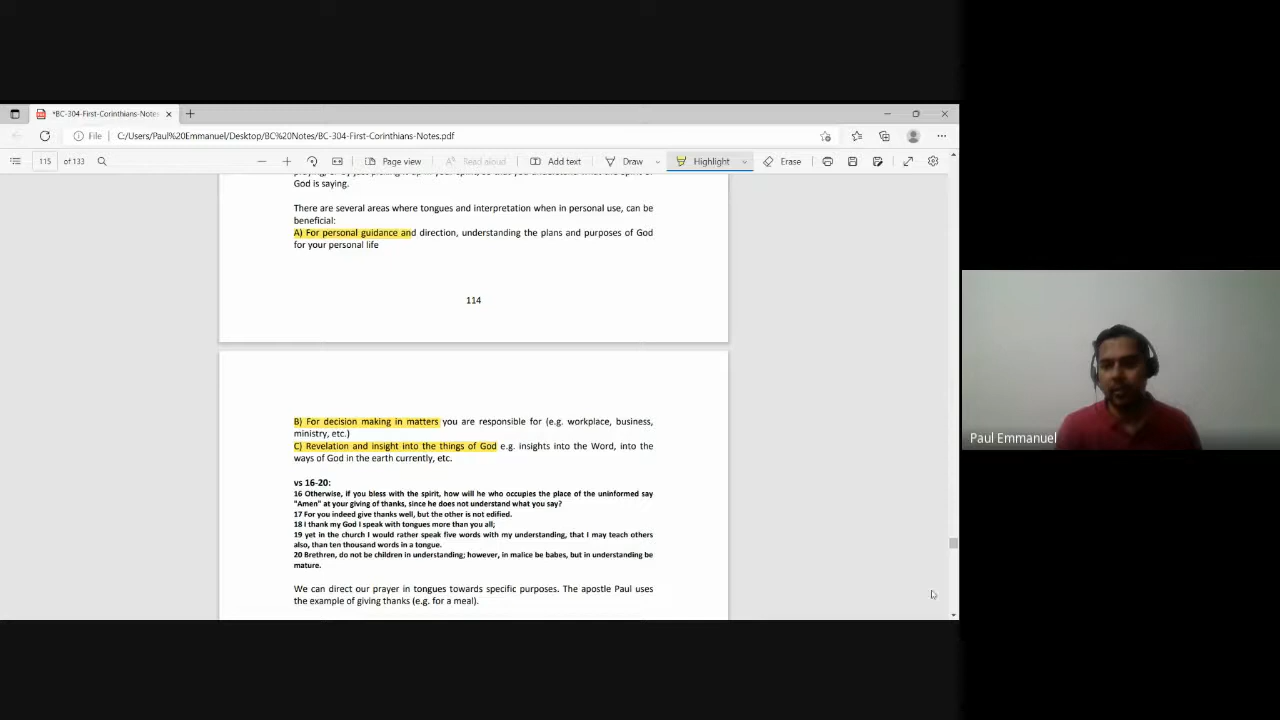 *BC-304-First-Corinthians-Notes
File
C:/Users/Paul%20Emmanuel/Desktop/BC%20Notes/BC-304-First-Corinthians-Notes.pdf
115 of 133
Page view
Read aloud
Add text
Draw
Highlight
Erase
God is saying.
There are several areas where tongues and interpretation when in personal use, can be
beneficial:
A) For personal guidance and direction, understanding the plans and purposes of God
for your personal life
114
B) For decision making in matters you are responsible for (e.g. workplace, business,
ministry, etc.)
C) Revelation and insight into the things of God e.g. insights into the Word, into the
ways of God in the earth currently, etc.
vs 16-20:
16 Otherwise, if you bless with the spirit, how will he who occupies the place of the uninformed say
"Amen" at your giving of thanks, since he does not understand what you say?
17 For you indeed give thanks well, but the other is not edified.
18 I thank my God I speak with tongues more than you all;
19 yet in the church I would rather speak five words with my understanding, that I may teach others
also, than ten thousand words in a tongue.
20 Brethren, do not be children in understanding; however, in malice be babes, but in understanding be
mature.
We can direct our prayer in tongues towards specific purposes. The apostle Paul uses
the example of giving thanks (e.g. for a meal).
Paul Emmanuel